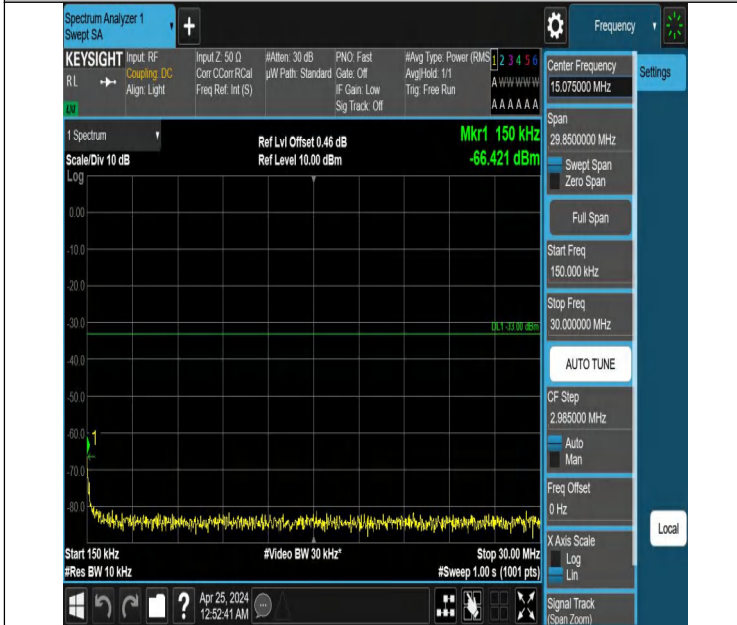 Spectrum Analyzer 1
Swept SA
+
Frequency
KEYSIGHT
RL
LXI
Input: RF
Coupling: DC
Align: Light
Input Z: 50 Ω
Corr CCorr RCal
Freq Ref: Int (S)
#Atten: 30 dB
µW Path: Standard
PNO: Fast
Gate: Off
IF Gain: Low
Sig Track: Off
#Avg Type: Power (RMS
Avg|Hold: 1/1
Trig: Free Run
1 2 3 4 5 6
A W W W W W
A A A A A A
1 Spectrum
Scale/Div 10 dB
Log
Ref Lvl Offset 0.46 dB
Ref Level 10.00 dBm
Mkr1 150 kHz
-66.421 dBm
0.00
-10.0
-20.0
-30.0
DL1 -33.00 dBm
-40.0
-50.0
-60.0
1
-70.0
-80.0
Start 150 kHz
#Res BW 10 kHz
#Video BW 30 kHz*
Stop 30.00 MHz
#Sweep 1.00 s (1001 pts)
?
Apr 25, 2024
12:52:41 AM
Center Frequency
15.075000 MHz
Settings
Span
29.8500000 MHz
Swept Span
Zero Span
Full Span
Start Freq
150.000 kHz
Stop Freq
30.000000 MHz
AUTO TUNE
CF Step
2.985000 MHz
Auto
Man
Freq Offset
0 Hz
Local
X Axis Scale
Log
Lin
Signal Track
(Span Zoom)